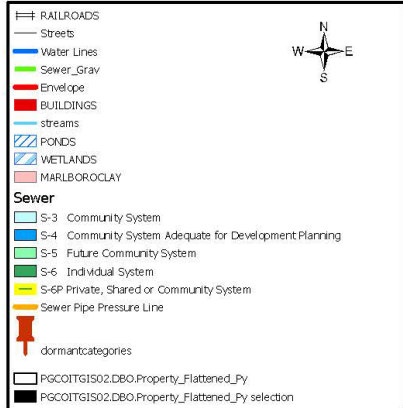 RAILROADS
Streets
Water Lines
Sewer_Grav
Envelope
BUILDINGS
streams
PONDS
WETLANDS
MARLBOROCLAY
N
W E
S
Sewer
S-3 Community System
S-4 Community System Adequate for Development Planning
S-5 Future Community System
S-6 Individual System
S-6P Private, Shared or Community System
Sewer Pipe Pressure Line
dormantcategories
PGCOITGIS02.DBO.Property_Flattened_Py
PGCOITGIS02.DBO.Property_Flattened_Py selection